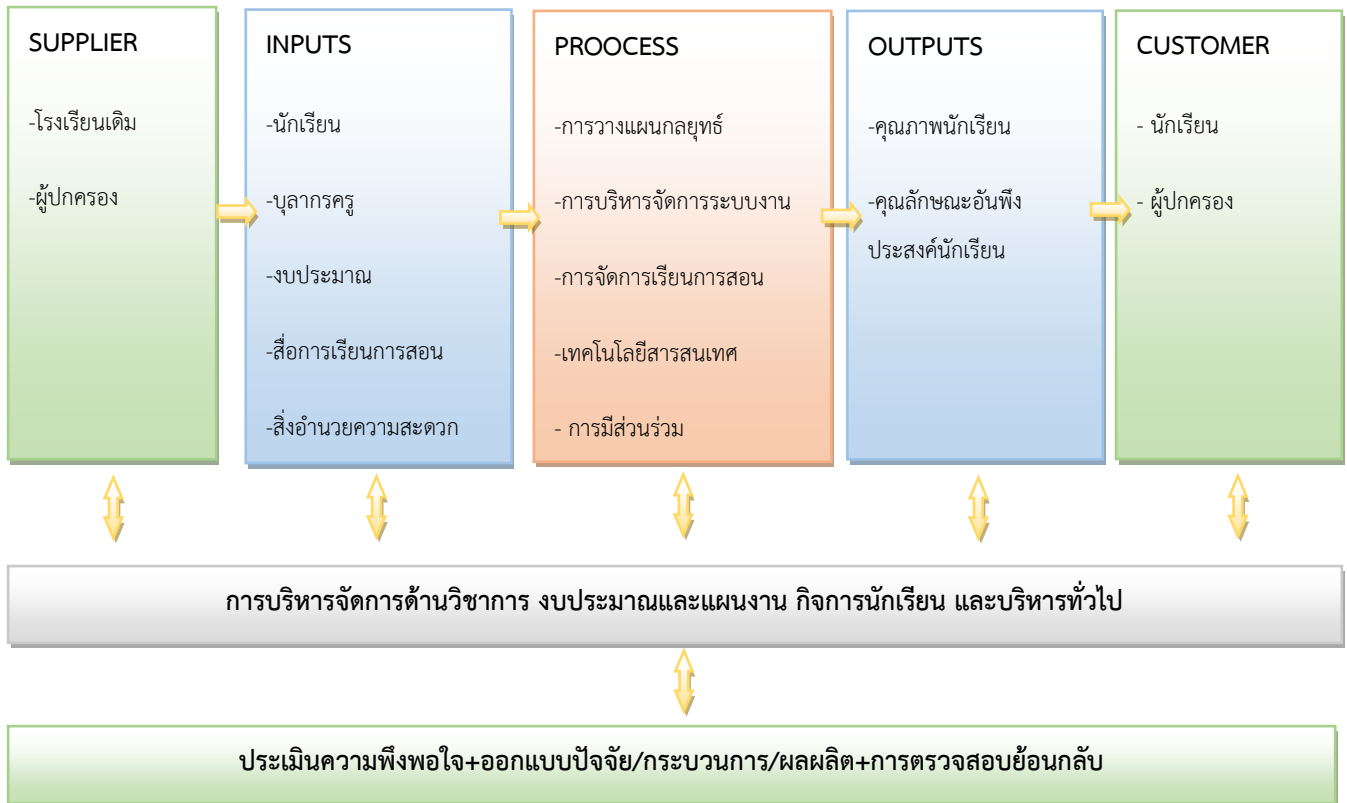 SUPPLIER
-โรงเรียนเดิม
-ผู้ปกครอง
INPUTS
-นักเรียน
-บุลากรครู
-งบประมาณ
-สื่อการเรียนการสอน
-สิ่งอำนวยความสะดวก
PROOCESS
-การวางแผนกลยุทธ์
-การบริหารจัดการระบบงาน
-การจัดการเรียนการสอน
-เทคโนโลยีสารสนเทศ
- การมีส่วนร่วม
OUTPUTS
-คุณภาพนักเรียน
-คุณลักษณะอันพึง
ประสงค์นักเรียน
CUSTOMER
- นักเรียน
- ผู้ปกครอง
การบริหารจัดการด้านวิชาการ งบประมาณและแผนงาน กิจการนักเรียน และบริหารทั่วไป
ประเมินความพึงพอใจ+ออกแบบปัจจัย/กระบวนการ/ผลผลิต+การตรวจสอบย้อนกลับ